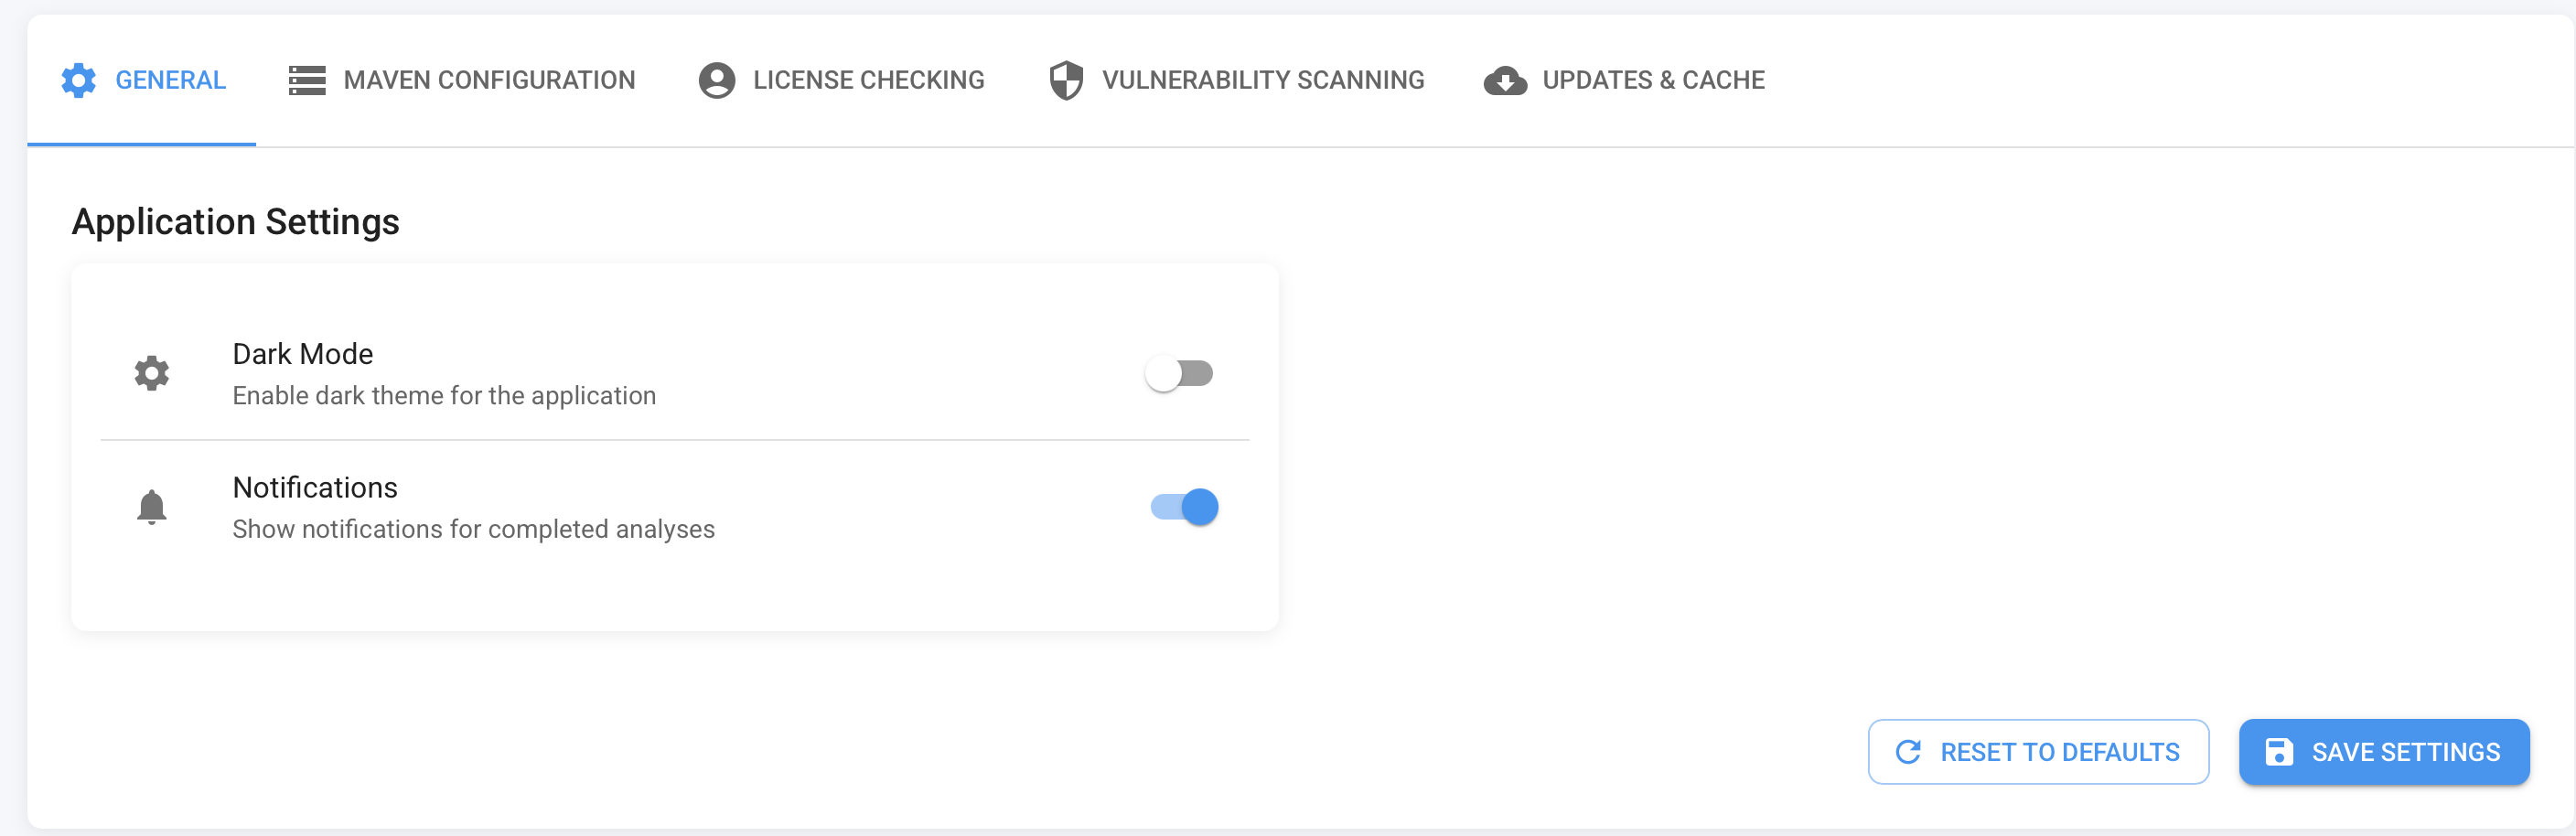 GENERAL
MAVEN CONFIGURATION
LICENSE CHECKING
VULNERABILITY SCANNING
UPDATES & CACHE
Application Settings
Dark Mode
Enable dark theme for the application
Notifications
Show notifications for completed analyses
RESET TO DEFAULTS
SAVE SETTINGS